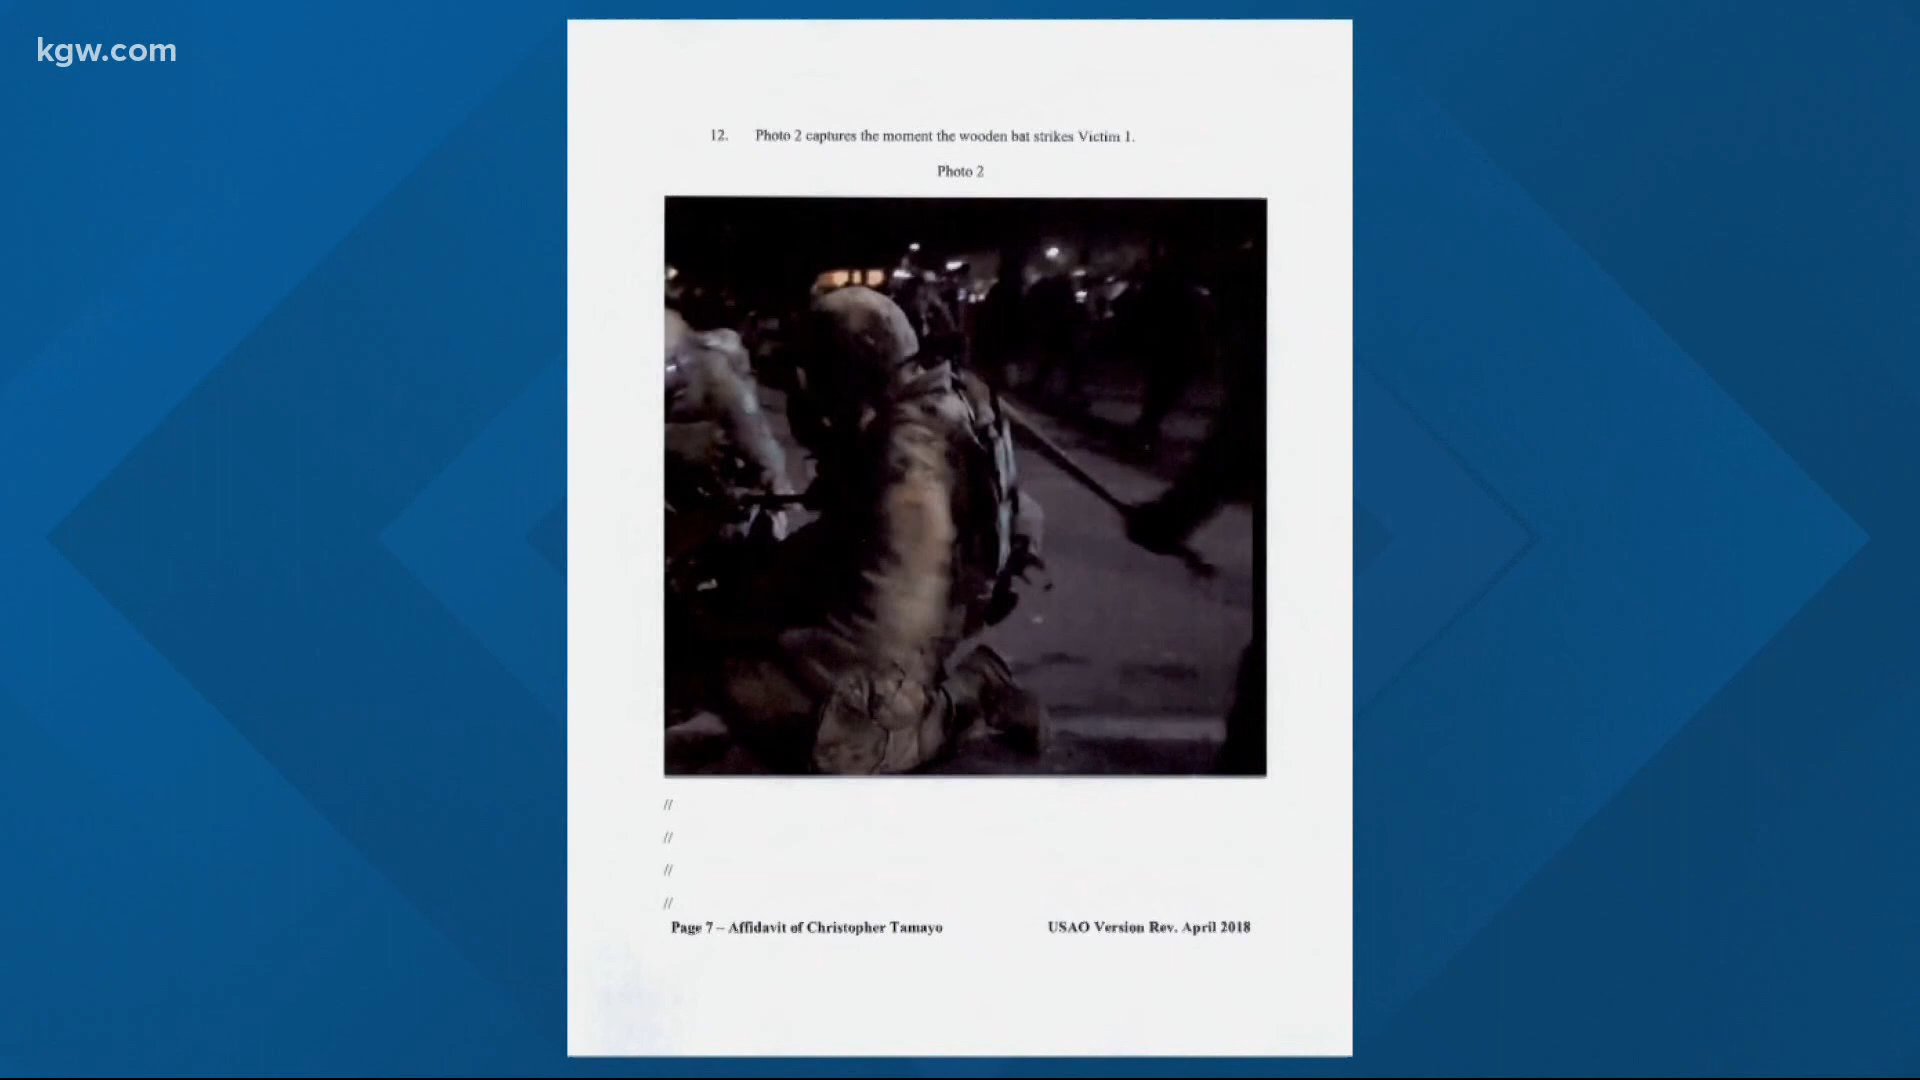 kgw.com
12. Photo 2 captures the moment the wooden bat strikes Victim 1.
Photo 2
//
//
//
//
Page 7 – Affidavit of Christopher Tamayo USAO Version Rev. April 2018